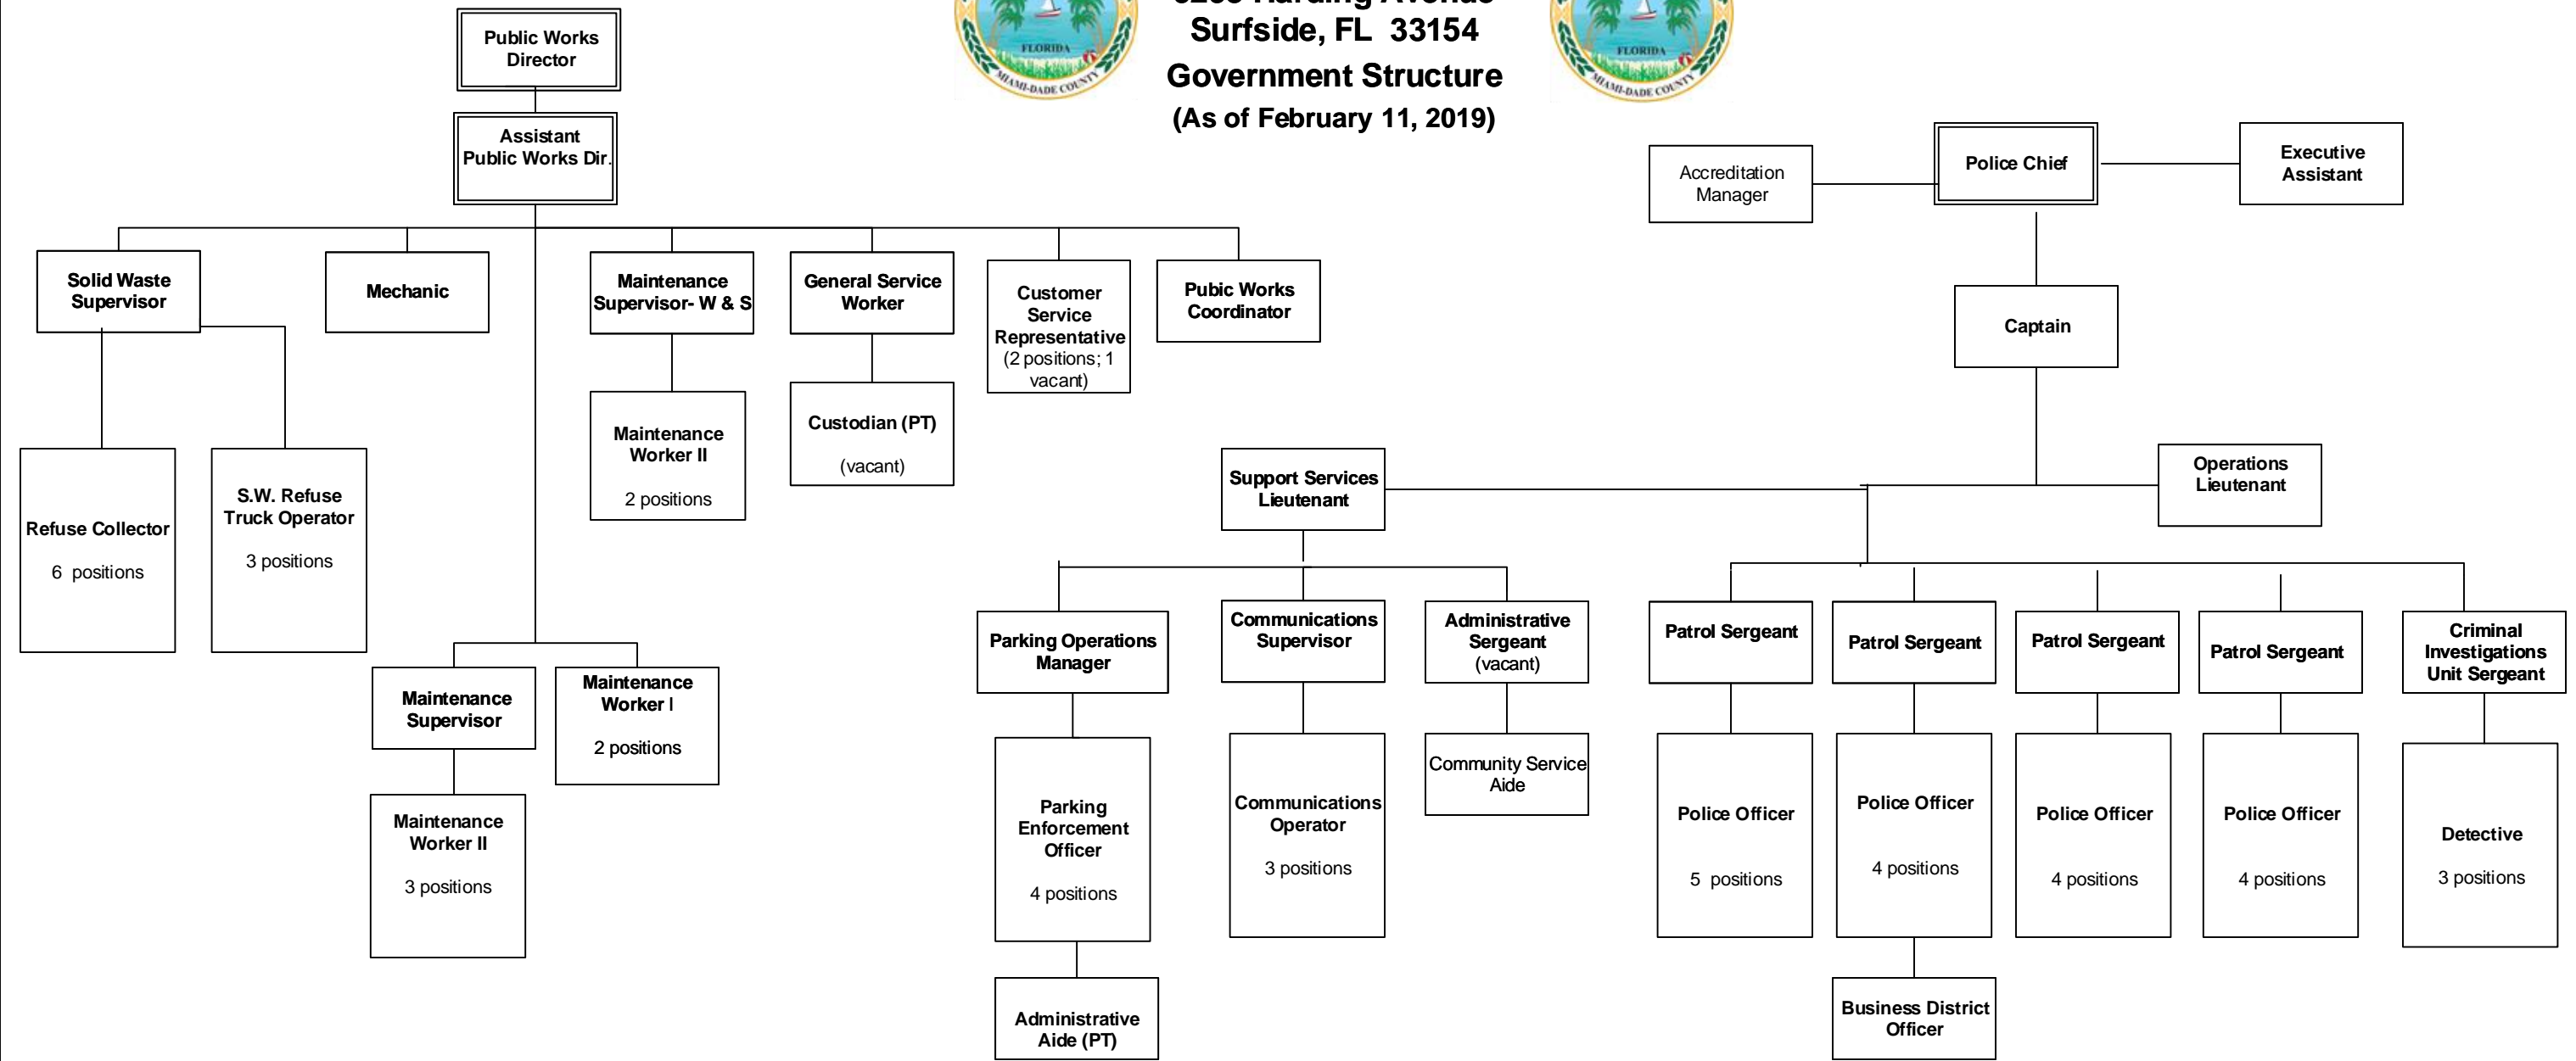 Surfside, FL 33154
Government Structure
(As of February 11, 2019)
FLORIDA
MIAMI-DADE COUNTY
FLORIDA
MIAMI-DADE COUNTY
Public Works
Director
Assistant
Public Works Dir.
Solid Waste
Supervisor
Mechanic
Maintenance
Supervisor- W & S
General Service
Worker
Customer
Service
Representative
(2 positions; 1
vacant)
Pubic Works
Coordinator
Refuse Collector
6 positions
S.W. Refuse
Truck Operator
3 positions
Maintenance
Worker II
2 positions
Custodian (PT)
(vacant)
Maintenance
Supervisor
Maintenance
Worker I
2 positions
Maintenance
Worker II
3 positions
Accreditation
Manager
Police Chief
Executive
Assistant
Captain
Support Services
Lieutenant
Operations
Lieutenant
Parking Operations
Manager
Communications
Supervisor
Administrative
Sergeant
(vacant)
Patrol Sergeant
Patrol Sergeant
Patrol Sergeant
Patrol Sergeant
Criminal
Investigations
Unit Sergeant
Parking
Enforcement
Officer
4 positions
Communications
Operator
3 positions
Community Service
Aide
Police Officer
5 positions
Police Officer
4 positions
Police Officer
4 positions
Police Officer
4 positions
Detective
3 positions
Administrative
Aide (PT)
Business District
Officer